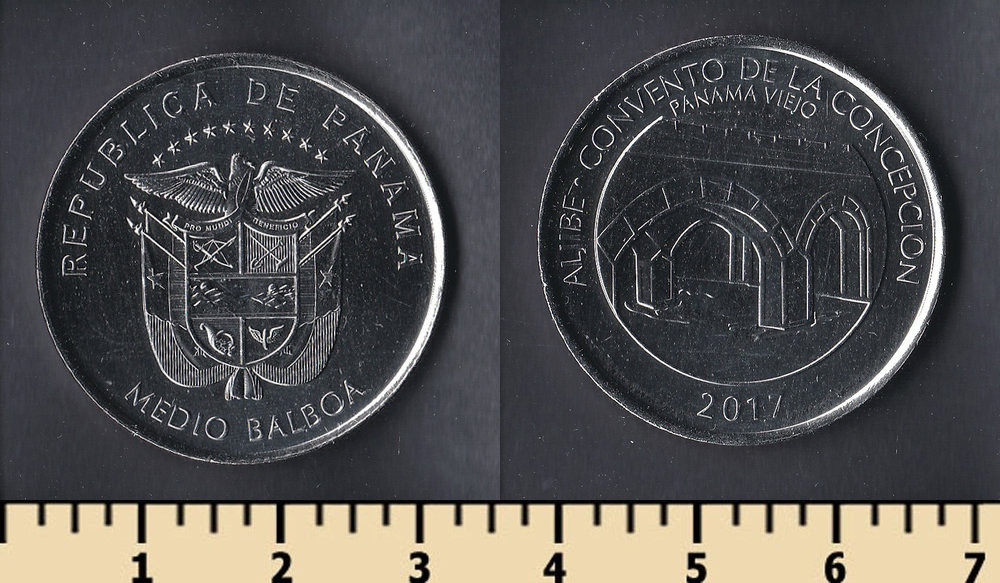 REPUBLICA DE PANAMÁ
PRO MUNDI BENEFICIO
MEDIO BALBOA
ALJIBE - CONVENTO DE LA CONCEPCION
PANAMA VIEJO
2017
1 2 3 4 5 6 7